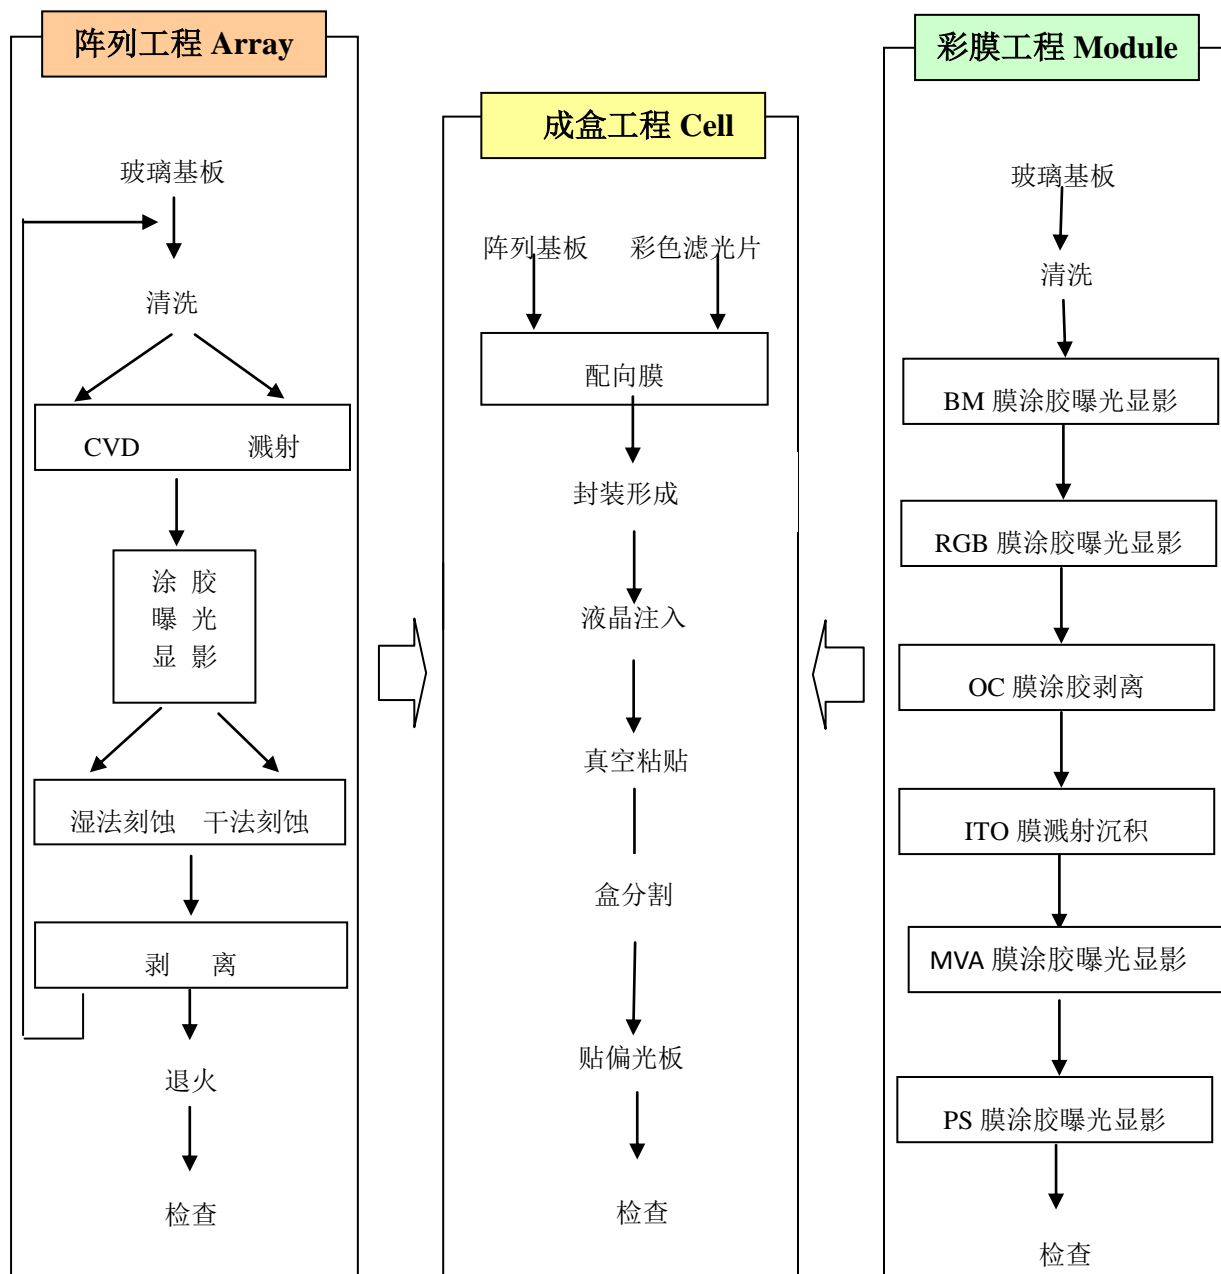 阵列工程 Array
玻璃基板
清洗
CVD 溅射
涂 胶
曝 光
显 影
湿法刻蚀 干法刻蚀
剥 离
退火
检查
成盒工程 Cell
阵列基板 彩色滤光片
配向膜
封装形成
液晶注入
真空粘贴
盒分割
贴偏光板
检查
彩膜工程 Module
玻璃基板
清洗
BM 膜涂胶曝光显影
RGB 膜涂胶曝光显影
OC 膜涂胶剥离
ITO 膜溅射沉积
MVA 膜涂胶曝光显影
PS 膜涂胶曝光显影
检查